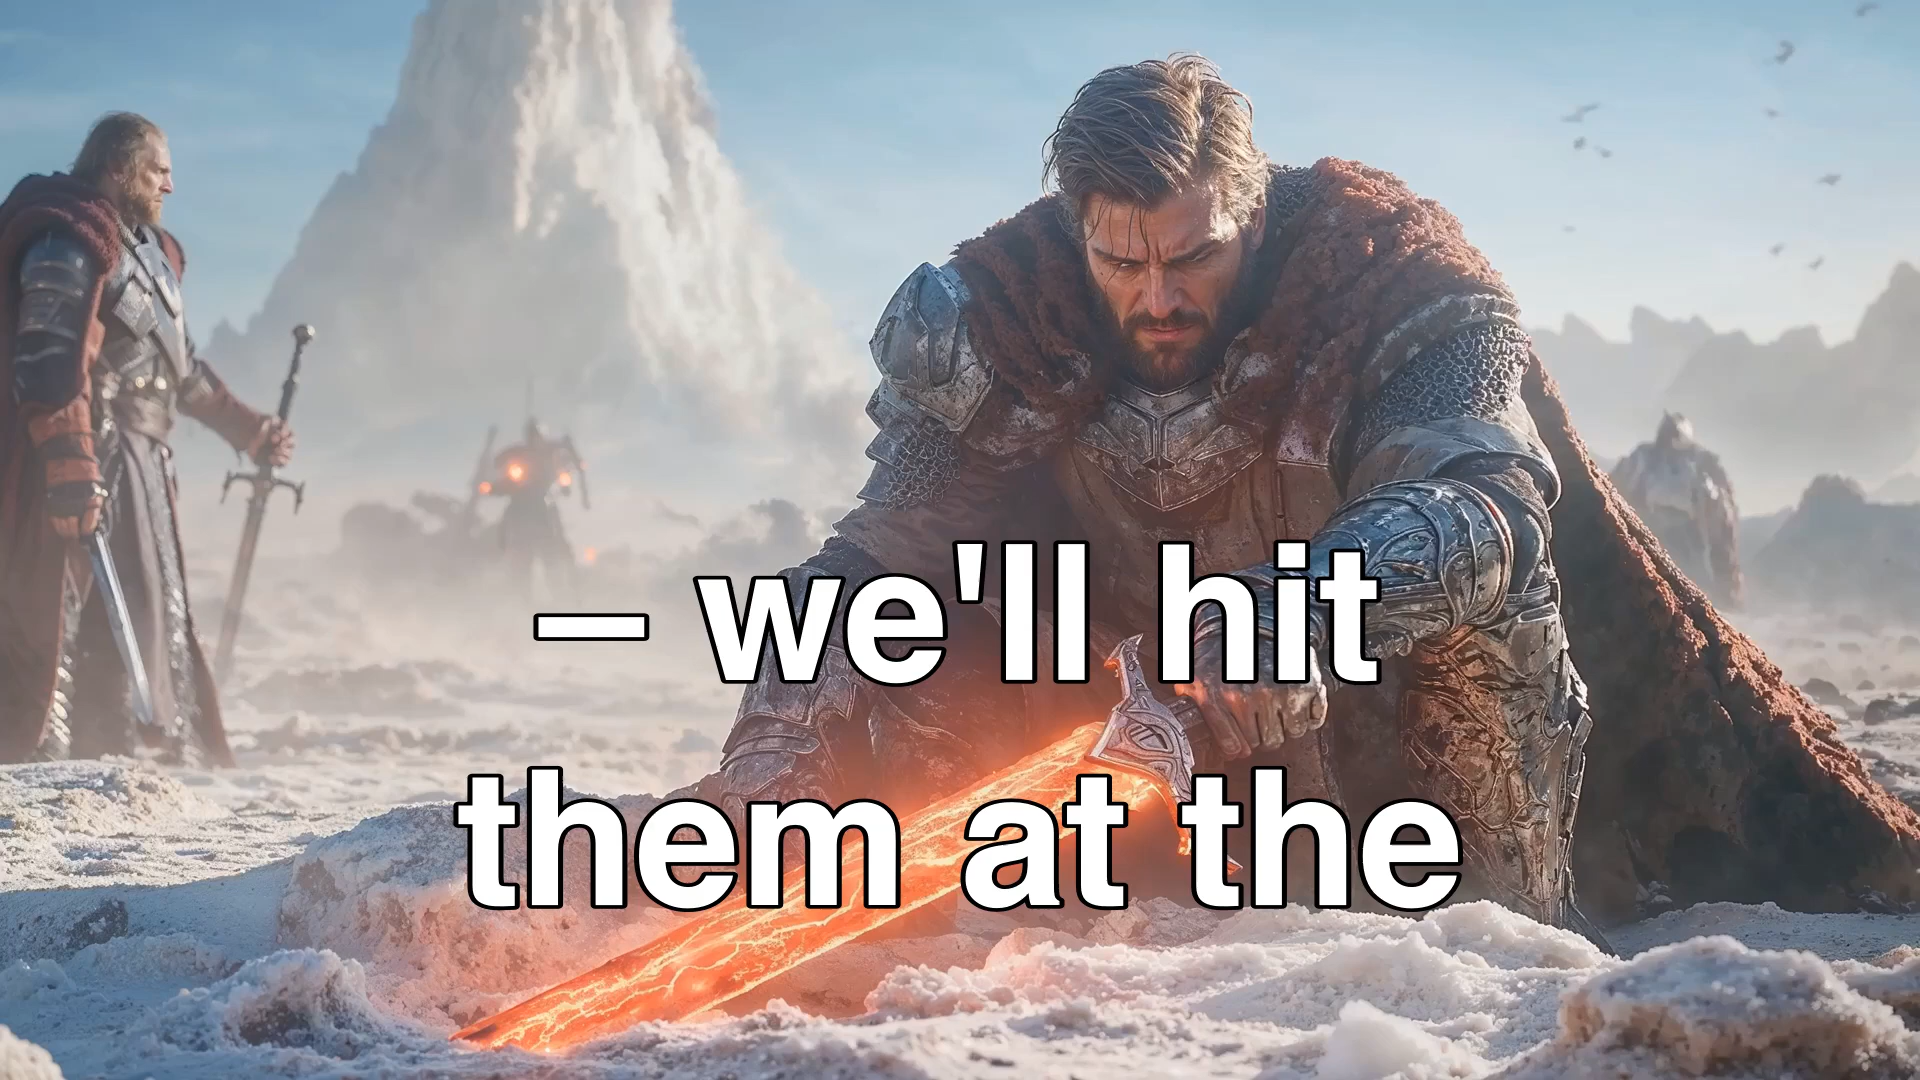 – we'll hit
them at the